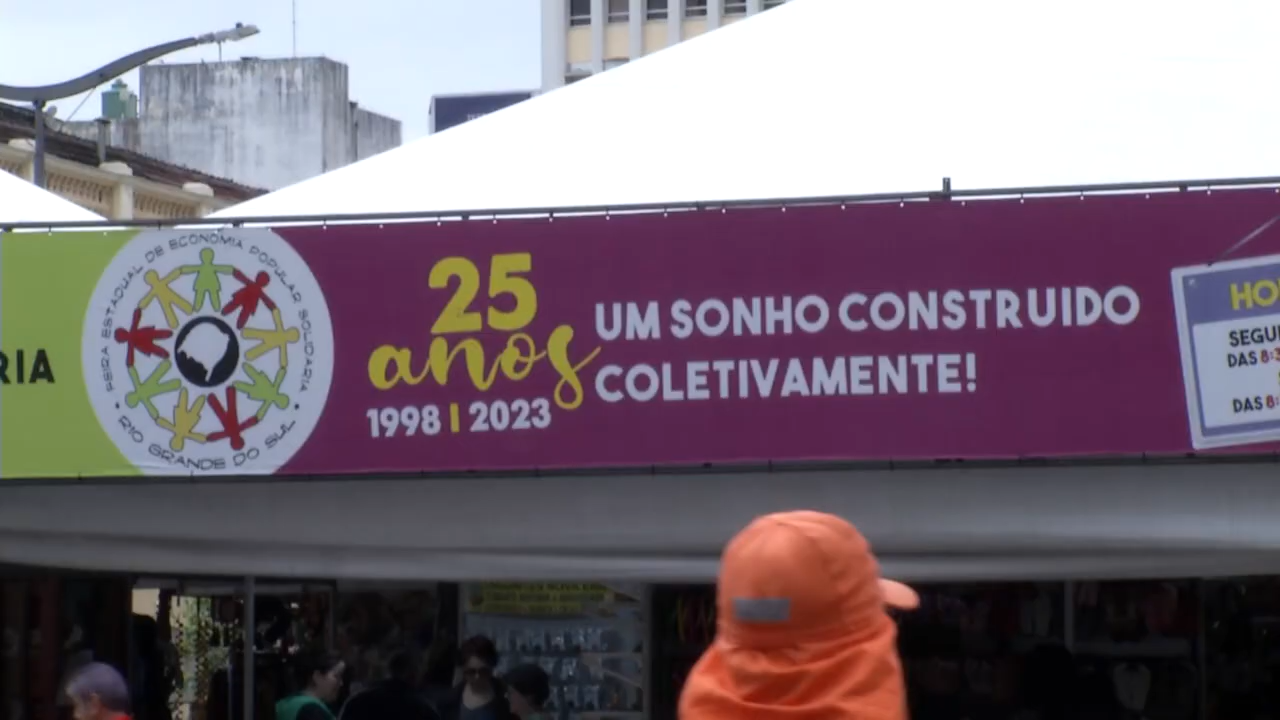 RIA
FEIRA ESTADUAL DE ECONOMIA POPULAR SOLIDARIA
• RIO GRANDE DO SUL •
25
anos
1998 | 2023
UM SONHO CONSTRUIDO
COLETIVAMENTE!
HO
SEGU
DAS 8:
DAS 8: